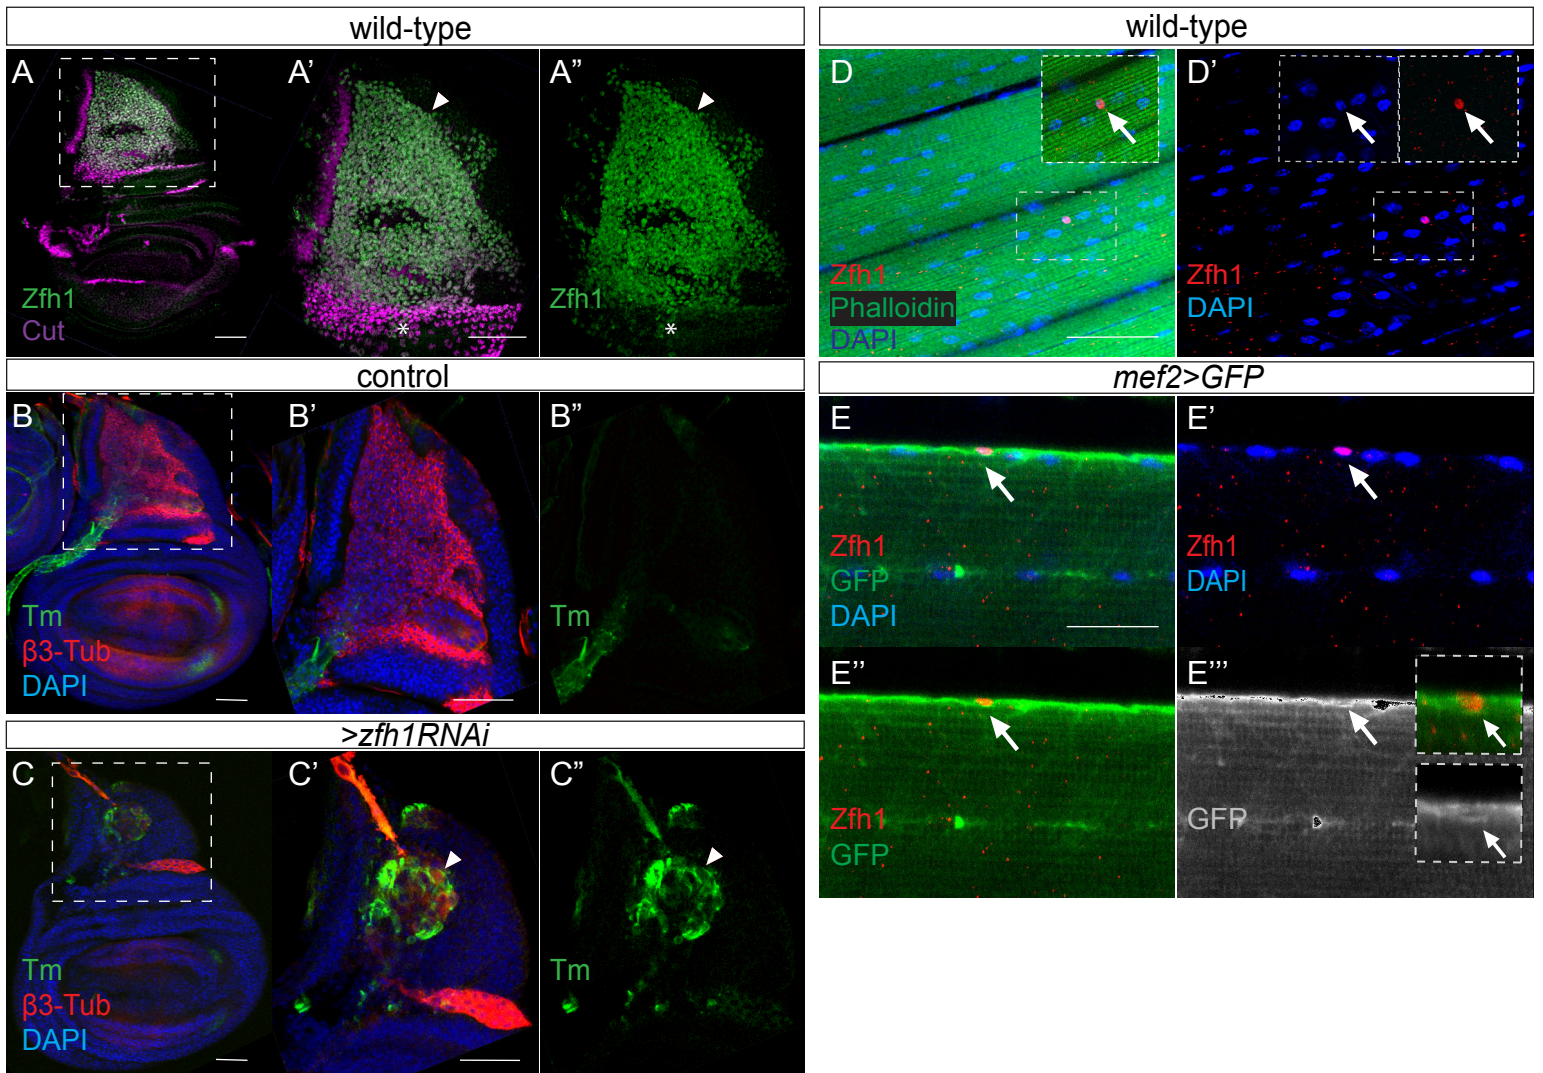 wild-type
A
Zfh1
Cut
A'
*
A"
Zfh1
*
control
B
Tm
β3-Tub
DAPI
B'
B"
Tm
>zfh1RNAi
C
Tm
β3-Tub
DAPI
C'
C"
Tm
wild-type
D
Zfh1
Phalloidin
DAPI
D'
Zfh1
DAPI
mef2>GFP
E
Zfh1
GFP
DAPI
E'
Zfh1
DAPI
E''
Zfh1
GFP
E'''
GFP